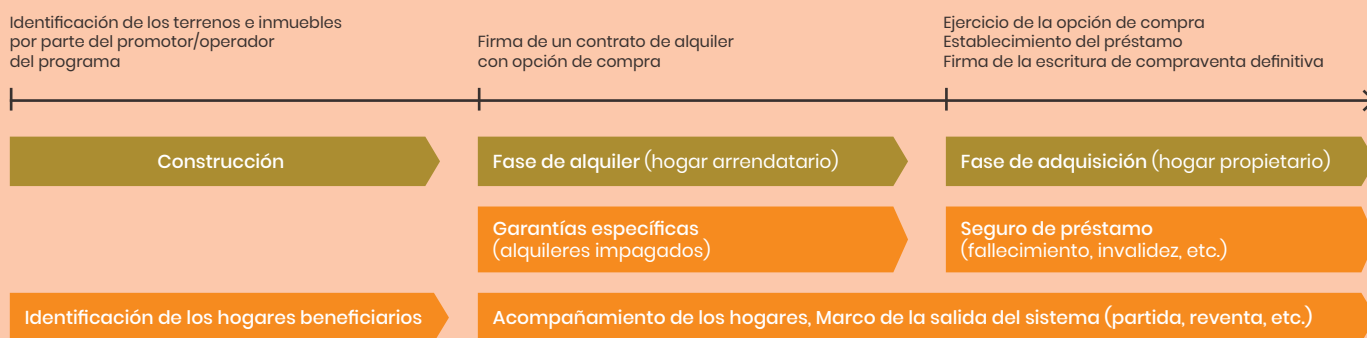 Identificación de los terrenos e inmuebles
por parte del promotor/operador
del programa
Firma de un contrato de alquiler
con opción de compra
Ejercicio de la opción de compra
Establecimiento del préstamo
Firma de la escritura de compraventa definitiva
Construcción
Fase de alquiler (hogar arrendatario)
Fase de adquisición (hogar propietario)
Garantías específicas
(alquileres impagados)
Seguro de préstamo
(fallecimiento, invalidez, etc.)
Identificación de los hogares beneficiarios
Acompañamiento de los hogares, Marco de la salida del sistema (partida, reventa, etc.)